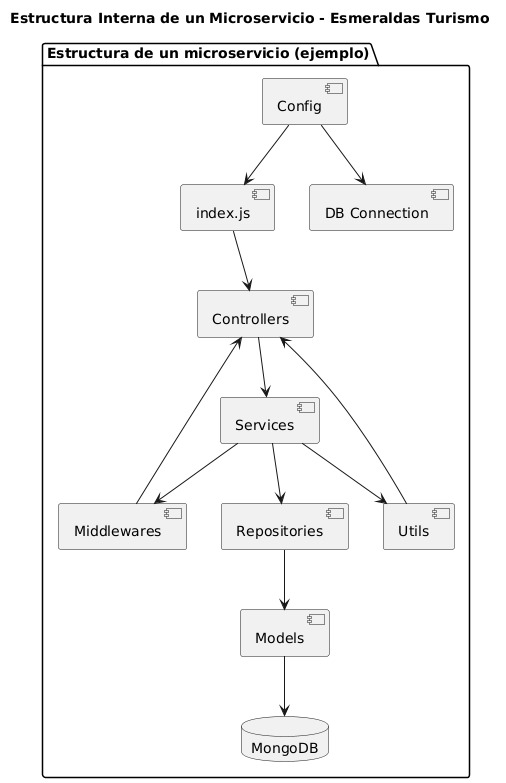 Estructura Interna de un Microservicio - Esmeraldas Turismo
Estructura de un microservicio (ejemplo)
Config
index.js
DB Connection
Controllers
Services
Middlewares
Repositories
Utils
Models
MongoDB